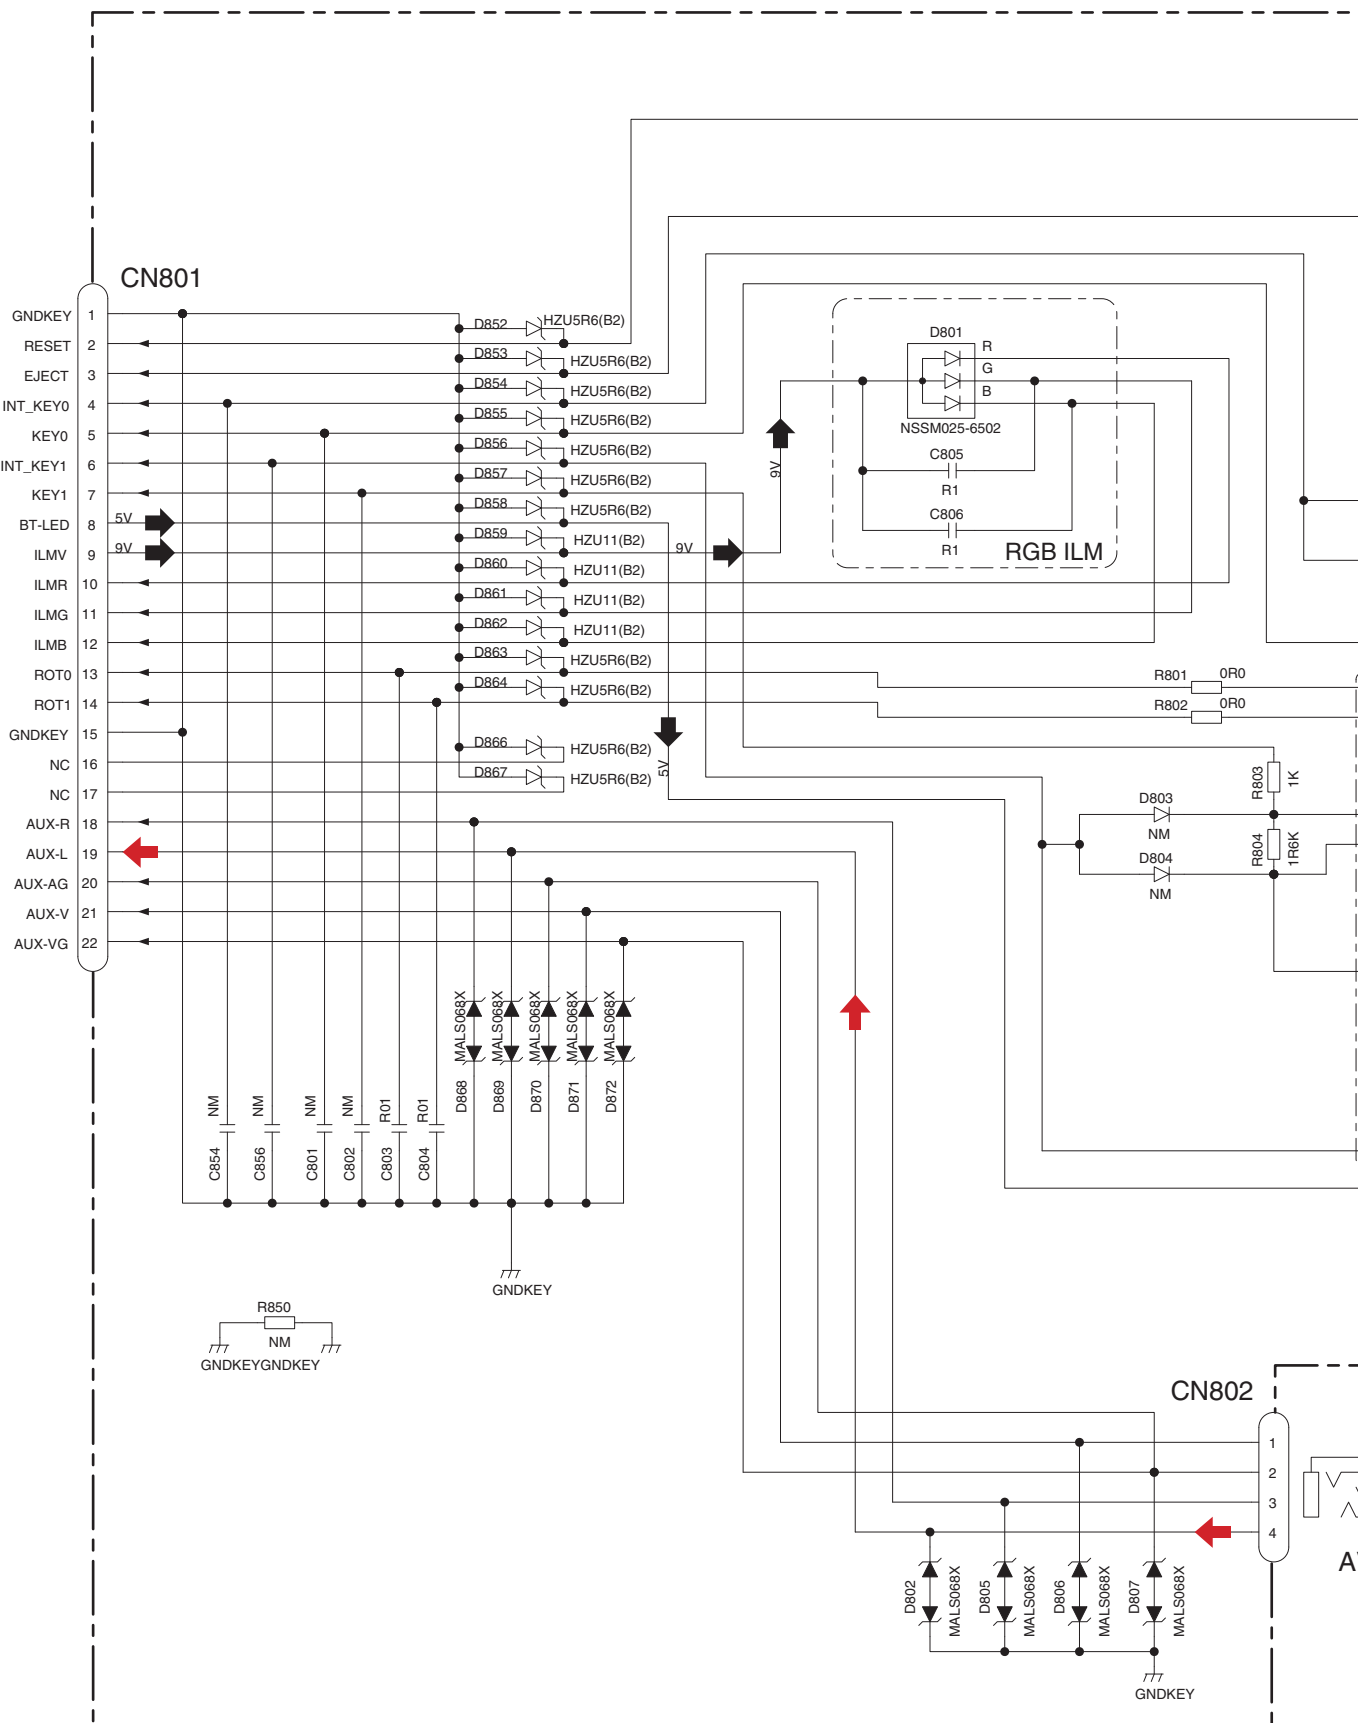 CN801
GNDKEY 1
RESET 2
EJECT 3
INT_KEY0 4
KEY0 5
INT_KEY1 6
KEY1 7
BT-LED 8 5V
ILMV 9 9V
ILMR 10
ILMG 11
ILMB 12
ROT0 13
ROT1 14
GNDKEY 15
NC 16
NC 17
AUX-R 18
AUX-L 19
AUX-AG 20
AUX-V 21
AUX-VG 22
D852 HZU5R6(B2)
D853 HZU5R6(B2)
D854 HZU5R6(B2)
D855 HZU5R6(B2)
D856 HZU5R6(B2)
D857 HZU5R6(B2)
D858 HZU5R6(B2)
D859 HZU11(B2)
D860 HZU11(B2)
D861 HZU11(B2)
D862 HZU11(B2)
D863 HZU5R6(B2)
D864 HZU5R6(B2)
D866 HZU5R6(B2)
D867 HZU5R6(B2)
9V
9V
5V
D801
R
G
B
NSSM025-6502
C805
R1
C806
R1
RGB ILM
R801 0R0
R802 0R0
R803 1K
R804 1R6K
D803
NM
D804
NM
C854 NM
C856 NM
C801 NM
C802 NM
C803 R01
C804 R01
D868 MALS068X
D869 MALS068X
D870 MALS068X
D871 MALS068X
D872 MALS068X
GNDKEY
R850
NM
GNDKEY GNDKEY
CN802
1
2
3
4
D802 MALS068X
D805 MALS068X
D806 MALS068X
D807 MALS068X
GNDKEY